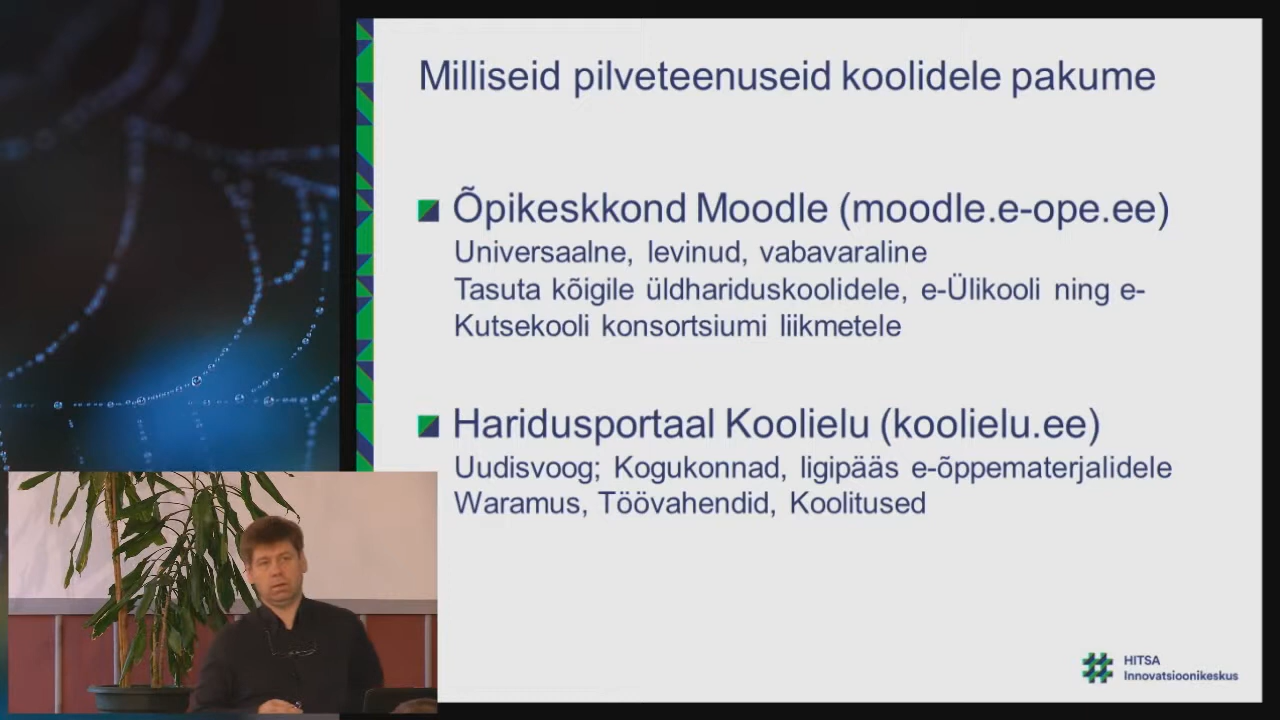 Milliseid pilveteenuseid koolidele pakume
Õpikeskkond Moodle (moodle.e-ope.ee)
Universaalne, levinud, vabavaraline
Tasuta kõigile üldhariduskoolidele, e-Ülikooli ning e-
Kutsekooli konsortsiumi liikmetele
Haridusportaal Koolielu (koolielu.ee)
Uudisvoog; Kogukonnad, ligipääs e-õppematerjalidele
Waramus, Töövahendid, Koolitused
HITSA
Innovatsioonikeskus